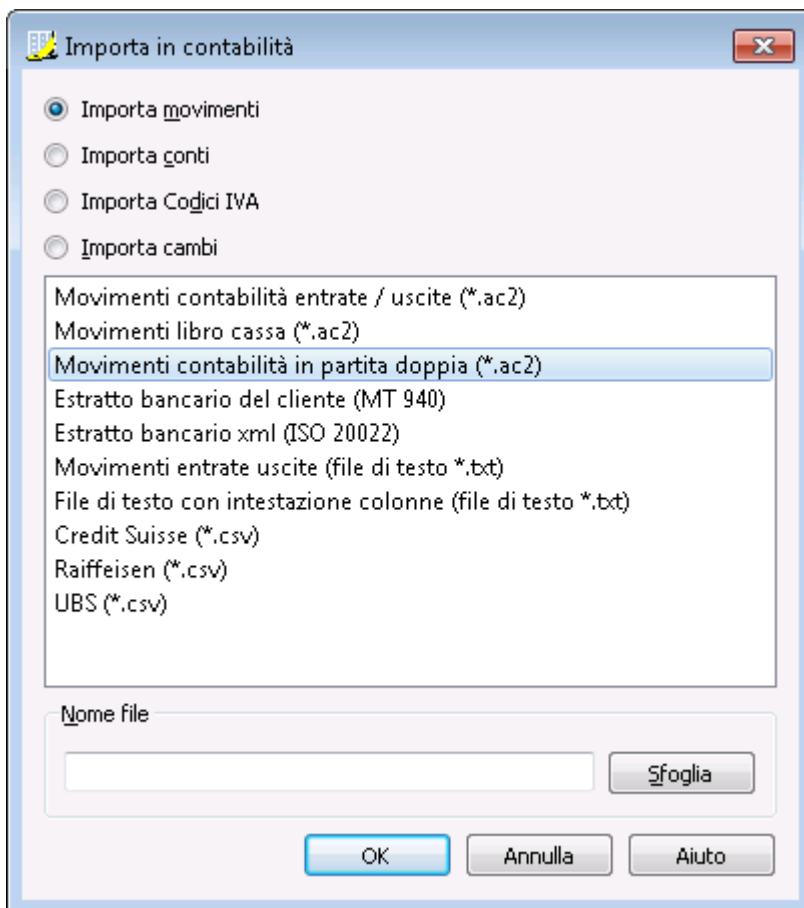 Importa in contabilità
Importa movimenti
Importa conti
Importa Codici IVA
Importa cambi
Movimenti contabilità entrate / uscite (*.ac2)
Movimenti libro cassa (*.ac2)
Movimenti contabilità in partita doppia (*.ac2)
Estratto bancario del cliente (MT 940)
Estratto bancario xml (ISO 20022)
Movimenti entrate uscite (file di testo *.txt)
File di testo con intestazione colonne (file di testo *.txt)
Credit Suisse (*.csv)
Raiffeisen (*.csv)
UBS (*.csv)
Nome file
Sfoglia
OK Annulla Aiuto